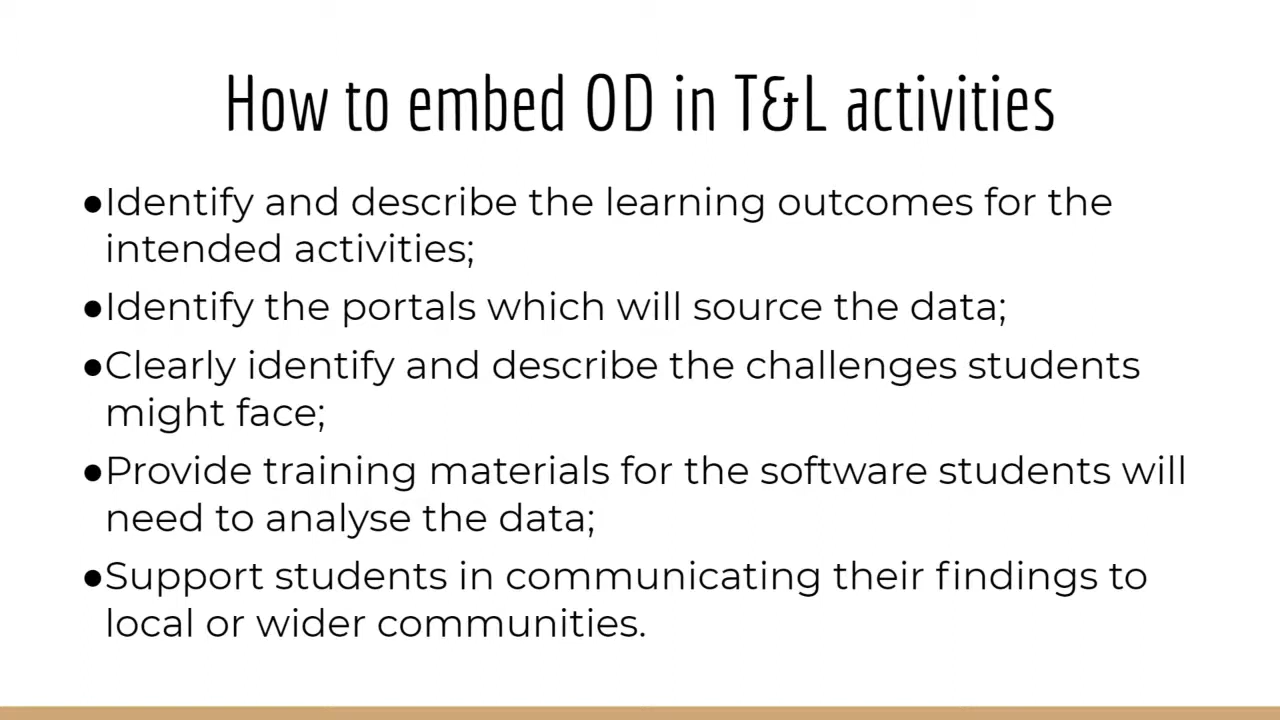 How to embed OD in T&L activities
●Identify and describe the learning outcomes for the
intended activities;
●Identify the portals which will source the data;
●Clearly identify and describe the challenges students
might face;
●Provide training materials for the software students will
need to analyse the data;
●Support students in communicating their findings to
local or wider communities.